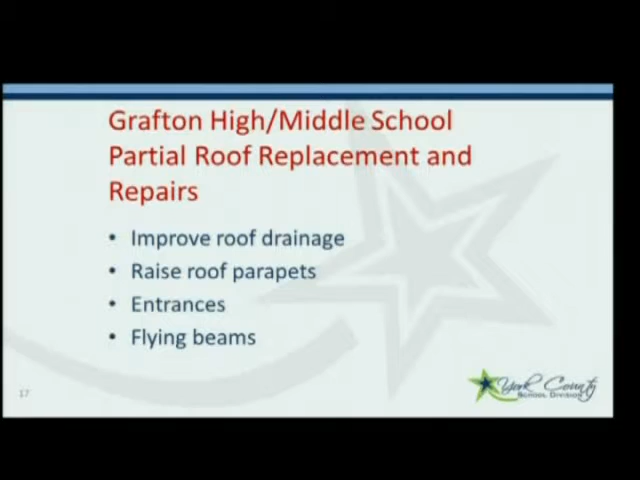 Grafton High/Middle School
Partial Roof Replacement and
Repairs
• Improve roof drainage
• Raise roof parapets
• Entrances
• Flying beams
17
York County
School Division